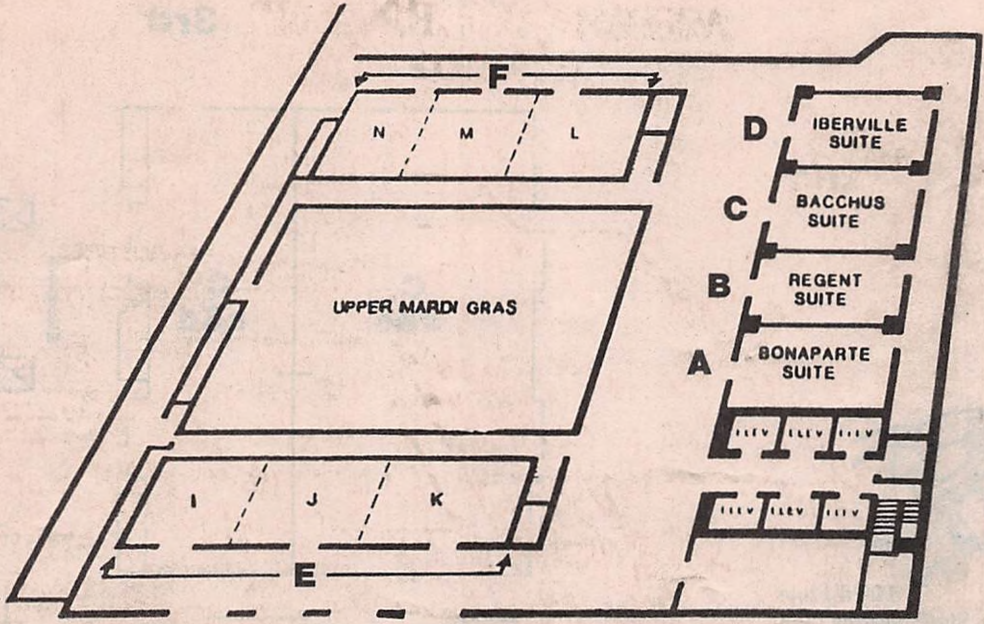 F
N
M
L
D
IBERVILLE
SUITE
C
BACCHUS
SUITE
UPPER MARDI GRAS
B
REGENT
SUITE
A
BONAPARTE
SUITE
ELEV
ELEV
ELEV
I
J
K
ELEV
ELEV
ELEV
E